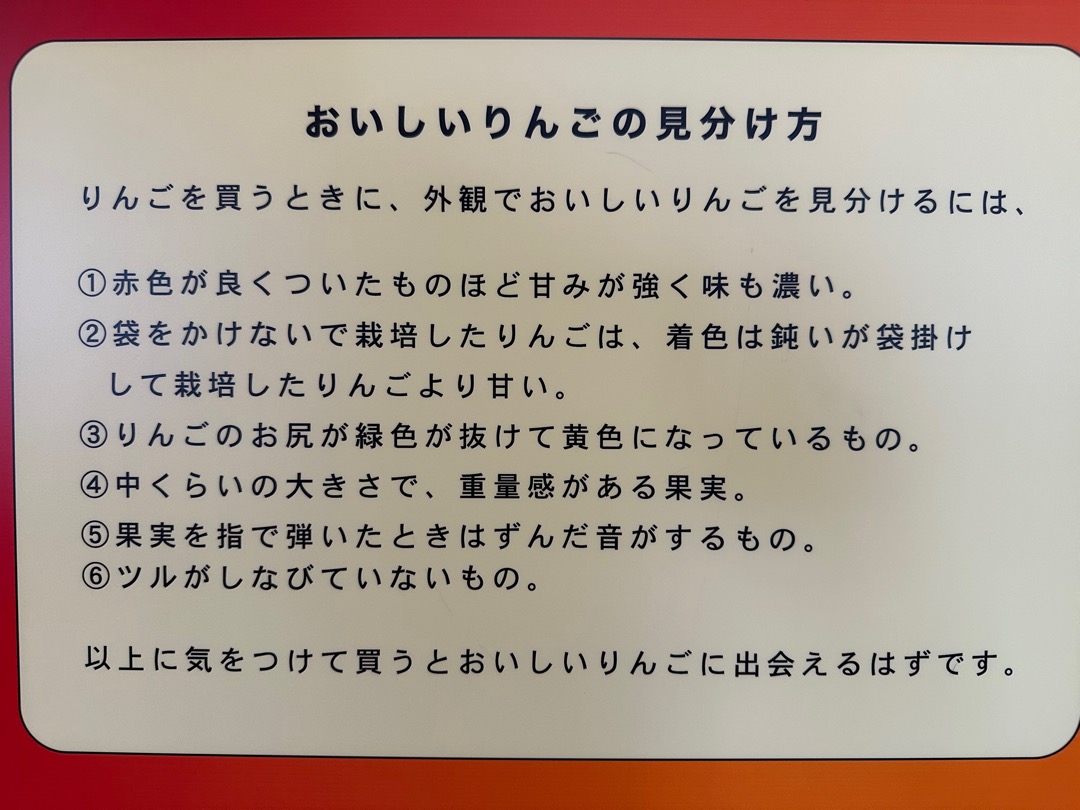 おいしいりんごの見分け方
りんごを買うときに、外観でおいしいりんごを見分けるには、
①赤色が良くついたものほど甘みが強く味も濃い。
②袋をかけないで栽培したりんごは、着色は鈍いが袋掛け
して栽培したりんごより甘い。
③りんごのお尻が緑色が抜けて黄色になっているもの。
④中くらいの大きさで、重量感がある果実。
⑤果実を指で弾いたときはずんだ音がするもの。
⑥ツルがしなびていないもの。
以上に気をつけて買うとおいしいりんごに出会えるはずです。